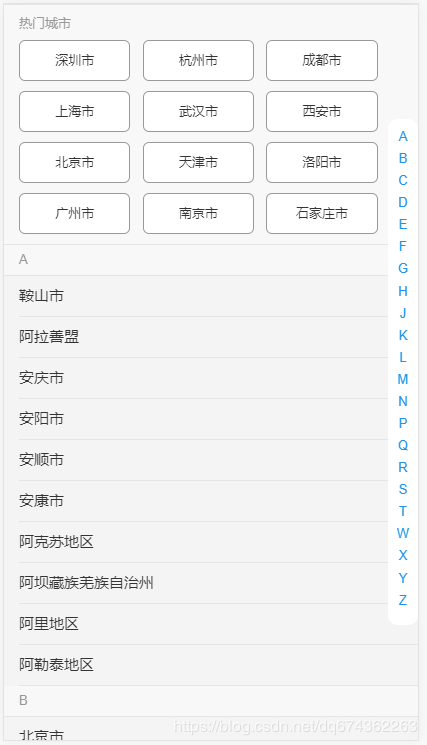 热门城市
深圳市 杭州市 成都市
上海市 武汉市 西安市
北京市 天津市 洛阳市
广州市 南京市 石家庄市
A
鞍山市
阿拉善盟
安庆市
安阳市
安顺市
安康市
阿克苏地区
阿坝藏族羌族自治州
阿里地区
阿勒泰地区
B
北京市
A
B
C
D
E
F
G
H
J
K
L
M
N
P
Q
R
S
T
W
X
Y
Z
https://blog.csdn.net/dq674362263